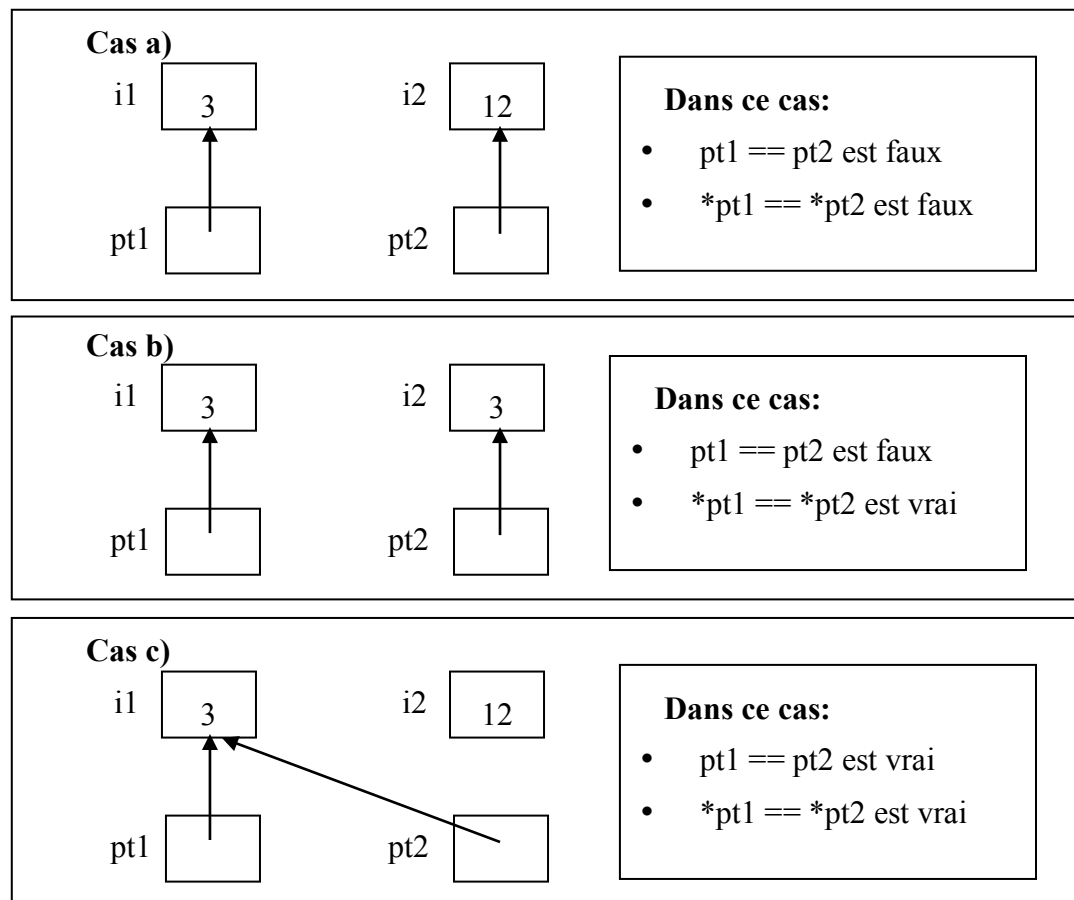 Cas a)
i1
3
i2
12
pt1
pt2
Dans ce cas:
• pt1 == pt2 est faux
• *pt1 == *pt2 est faux
Cas b)
i1
3
i2
3
pt1
pt2
Dans ce cas:
• pt1 == pt2 est faux
• *pt1 == *pt2 est vrai
Cas c)
i1
3
i2
12
pt1
pt2
Dans ce cas:
• pt1 == pt2 est vrai
• *pt1 == *pt2 est vrai